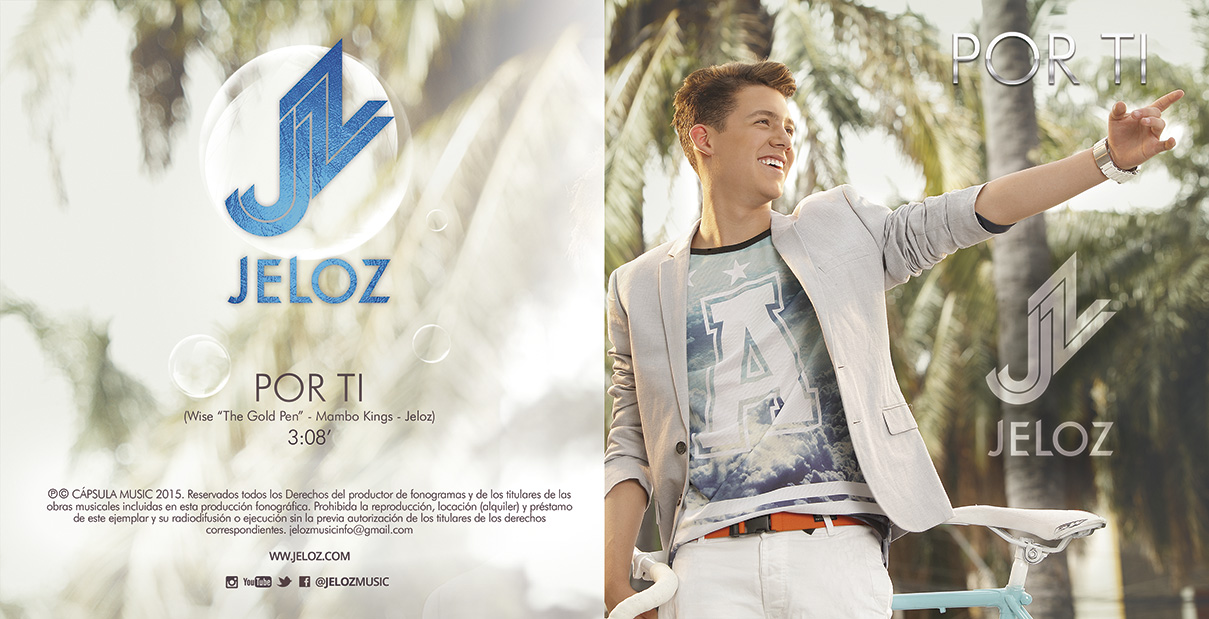 JELOZ
POR TI
(Wise “The Gold Pen” - Mambo Kings - Jeloz)
3:08’
℗© CÁPSULA MUSIC 2015. Reservados todos los Derechos del productor de fonogramas y de los titulares de las
obras musicales incluidas en esta producción fonográfica. Prohibida la reproducción, locación (alquiler) y préstamo
de este ejemplar y su radiodifusión o ejecución sin la previa autorización de los titulares de los derechos
correspondientes. jelozmusicinfo@gmail.com
WW.JELOZ.COM
YouTube @JELOZMUSIC
POR TI
A
JELOZ